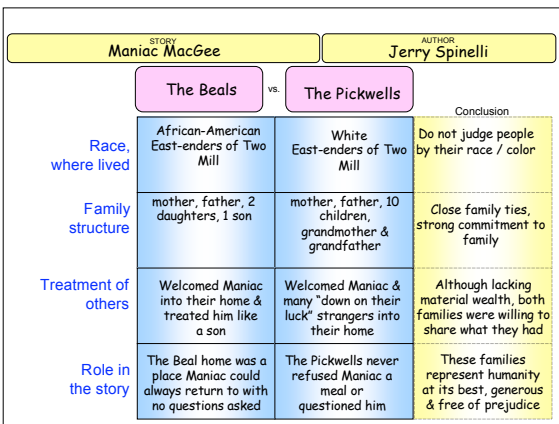 STORY
Maniac MacGee
AUTHOR
Jerry Spinelli
The Beals
vs.
The Pickwells
Conclusion
Race,
where lived
African-American
East-enders of Two
Mill
White
East-enders of Two
Mill
Do not judge people
by their race / color
Family
structure
mother, father, 2
daughters, 1 son
mother, father, 10
children,
grandmother &
grandfather
Close family ties,
strong commitment to
family
Treatment of
others
Welcomed Maniac
into their home &
treated him like
a son
Welcomed Maniac &
many "down on their
luck" strangers into
their home
Although lacking
material wealth, both
families were willing to
share what they had
Role in
the story
The Beal home was a
place Maniac could
always return to with
no questions asked
The Pickwells never
refused Maniac a
meal or
questioned him
These families
represent humanity
at its best, generous
& free of prejudice